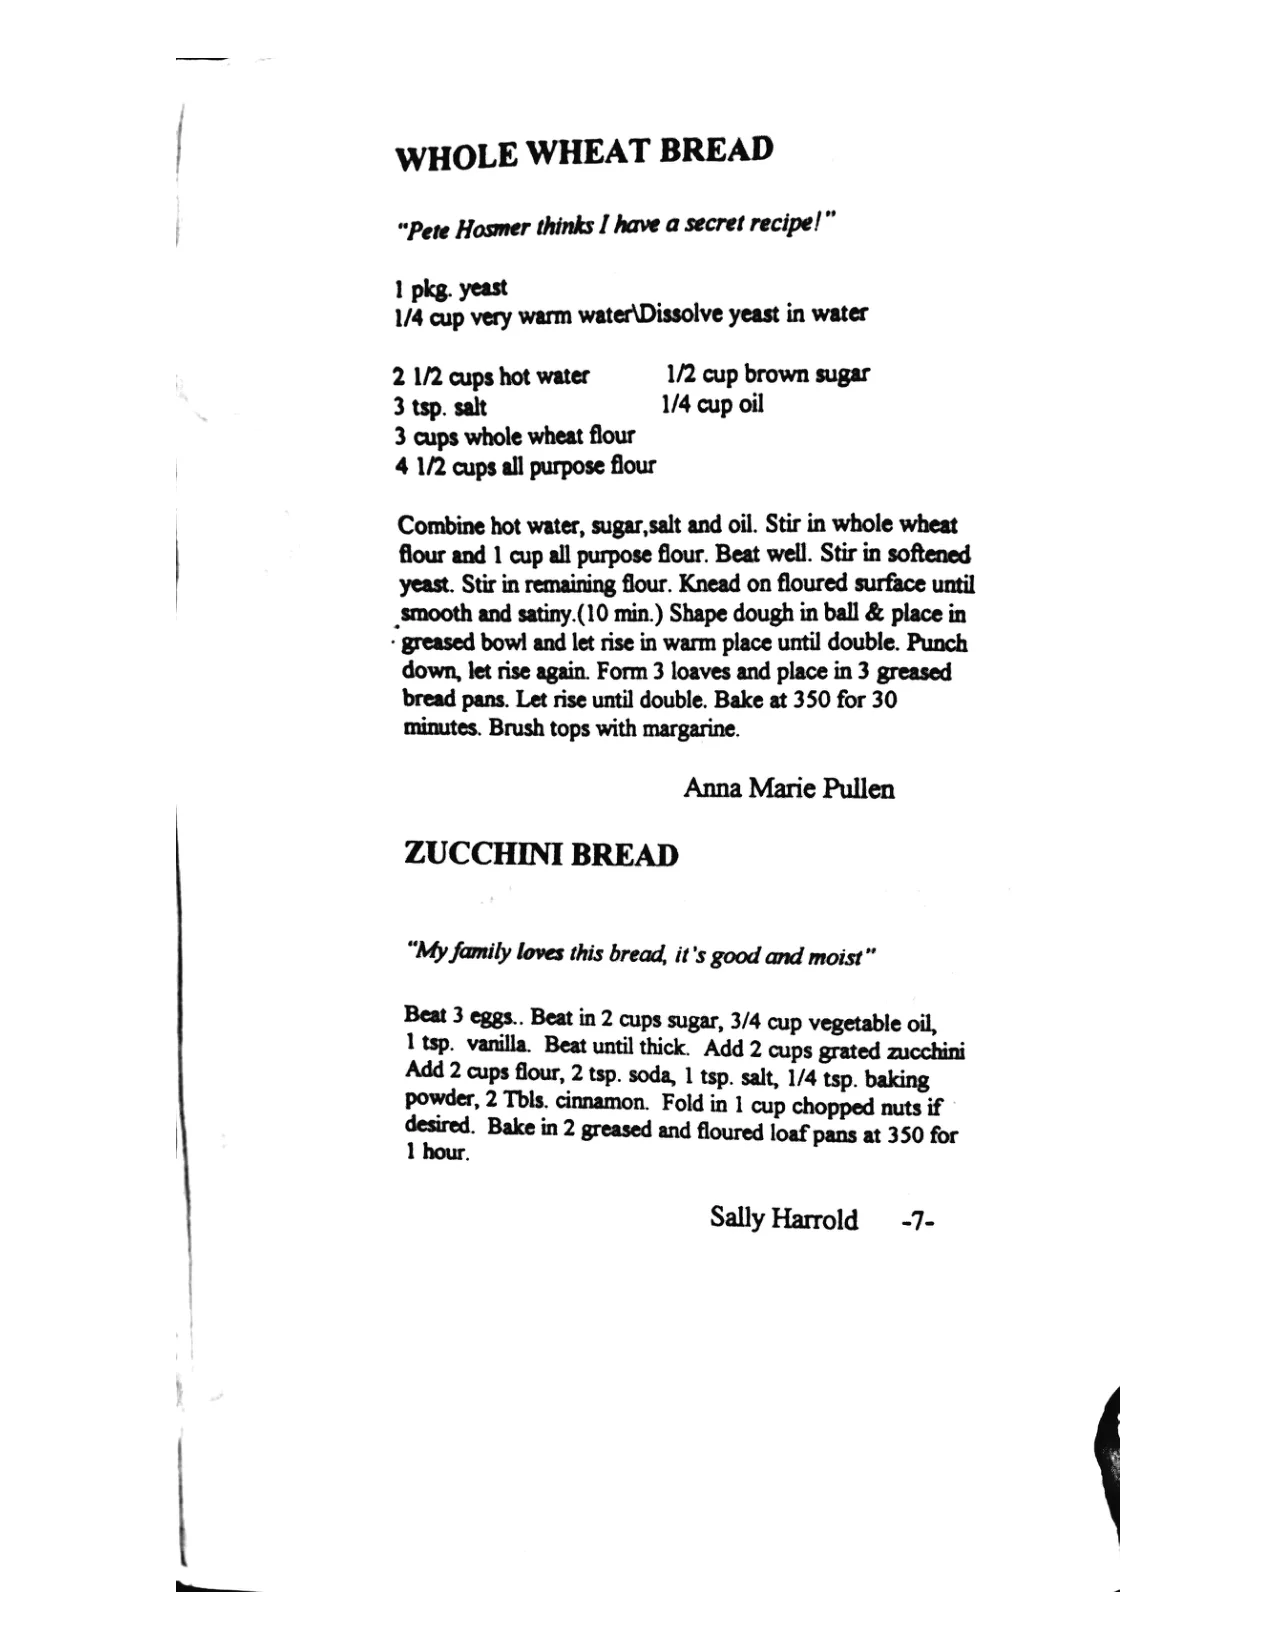 WHOLE WHEAT BREAD
"Pete Hosmer thinks I have a secret recipe!"
1 pkg. yeast
1/4 cup very warm water\Dissolve yeast in water
2 1/2 cups hot water 1/2 cup brown sugar
3 tsp. salt 1/4 cup oil
3 cups whole wheat flour
4 1/2 cups all purpose flour
Combine hot water, sugar,salt and oil. Stir in whole wheat
flour and 1 cup all purpose flour. Beat well. Stir in softened
yeast. Stir in remaining flour. Knead on floured surface until
smooth and satiny.(10 min.) Shape dough in ball & place in
greased bowl and let rise in warm place until double. Punch
down, let rise again. Form 3 loaves and place in 3 greased
bread pans. Let rise until double. Bake at 350 for 30
minutes. Brush tops with margarine.
Anna Marie Pullen
ZUCCHINI BREAD
"My family loves this bread, it's good and moist"
Beat 3 eggs.. Beat in 2 cups sugar, 3/4 cup vegetable oil,
1 tsp. vanilla. Beat until thick. Add 2 cups grated zucchini
Add 2 cups flour, 2 tsp. soda, 1 tsp. salt, 1/4 tsp. baking
powder, 2 Tbls. cinnamon. Fold in 1 cup chopped nuts if
desired. Bake in 2 greased and floured loaf pans at 350 for
1 hour.
Sally Harrold -7-